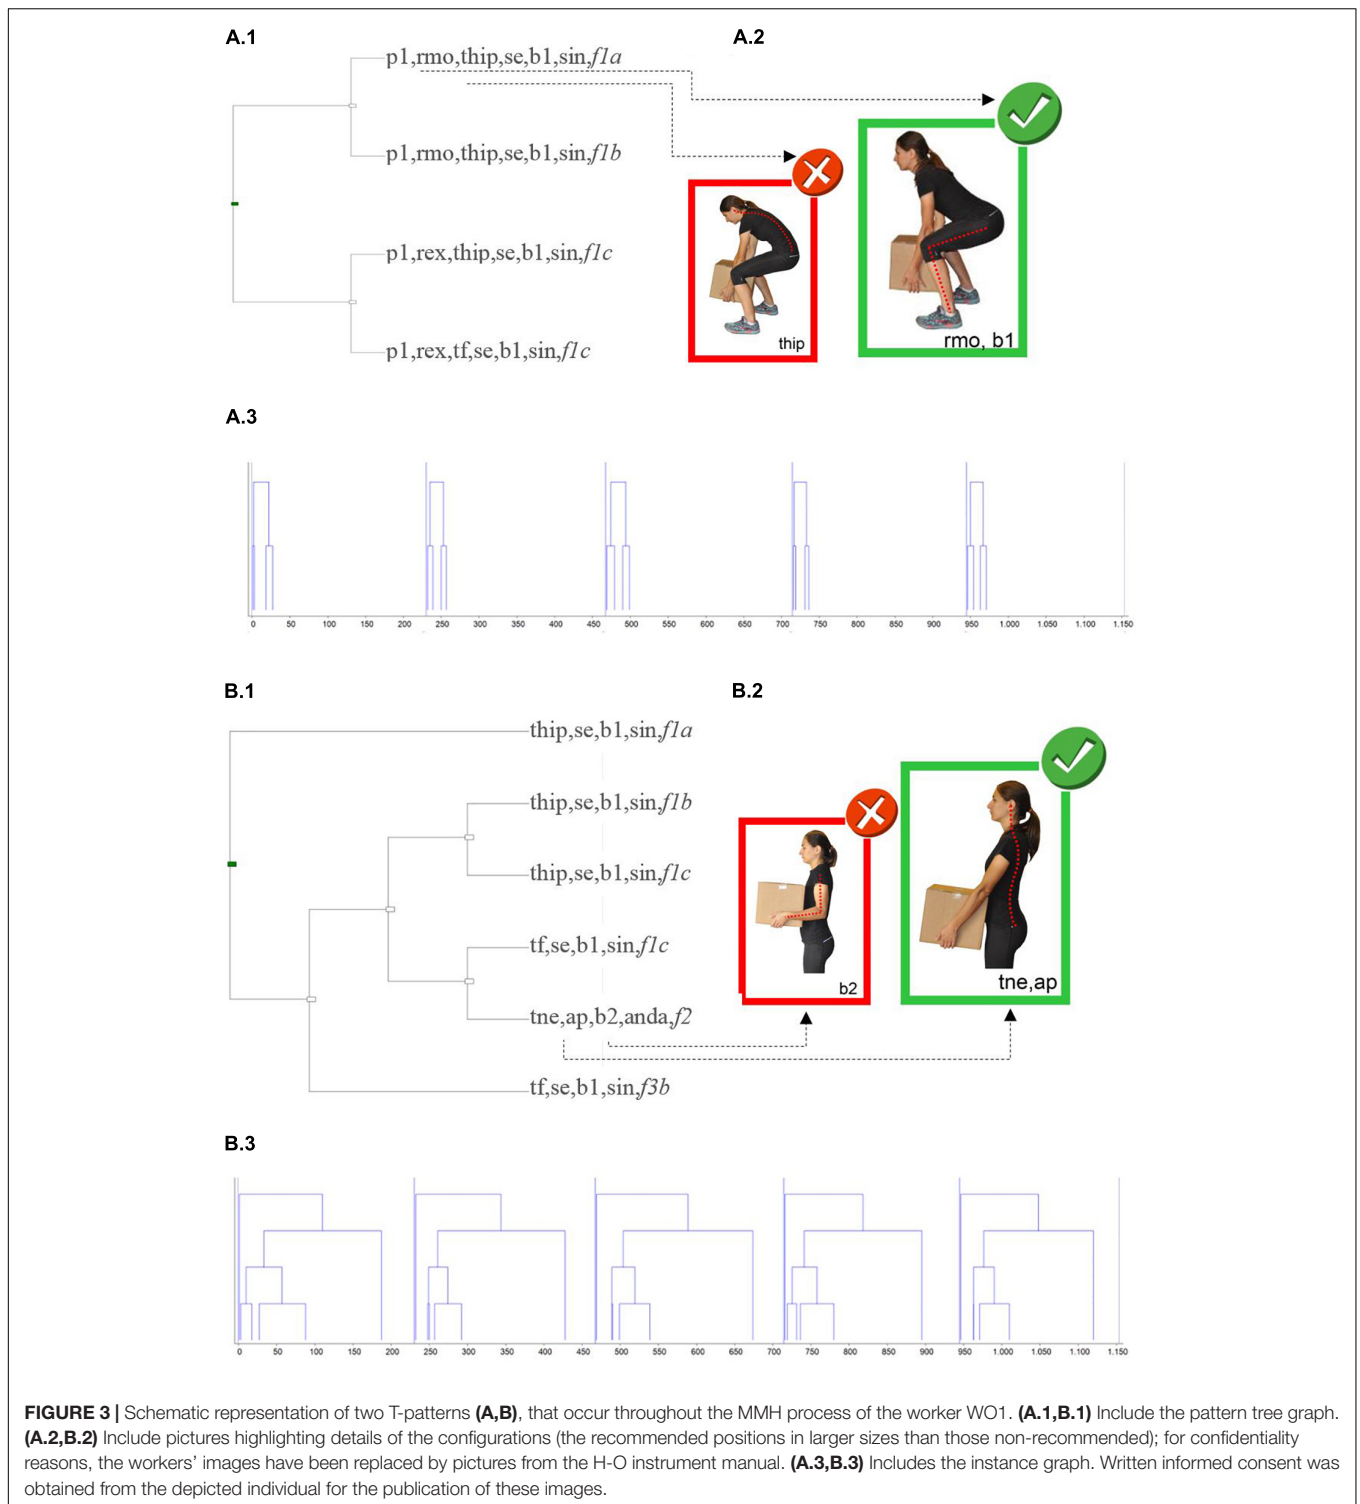 A.1
A.2
p1,rmo,thip,se,b1,sin,f1a
p1,rmo,thip,se,b1,sin,f1b
p1,rex,thip,se,b1,sin,f1c
p1,rex,tf,se,b1,sin,f1c
thip
rmo, b1
A.3
0 50 100 150 200 250 300 350 400 450 500 550 600 650 700 750 800 850 900 950 1.000 1.050 1.100 1.150
B.1
B.2
thip,se,b1,sin,f1a
thip,se,b1,sin,f1b
thip,se,b1,sin,f1c
tf,se,b1,sin,f1c
tne,ap,b2,anda,f2
tf,se,b1,sin,f3b
b2
tne,ap
B.3
0 50 100 150 200 250 300 350 400 450 500 550 600 650 700 750 800 850 900 950 1.000 1.050 1.100 1.150
FIGURE 3 | Schematic representation of two T-patterns (A,B), that occur throughout the MMH process of the worker WO1. (A.1,B.1) Include the pattern tree graph.
(A.2,B.2) Include pictures highlighting details of the configurations (the recommended positions in larger sizes than those non-recommended); for confidentiality
reasons, the workers' images have been replaced by pictures from the H-O instrument manual. (A.3,B.3) Includes the instance graph. Written informed consent was
obtained from the depicted individual for the publication of these images.